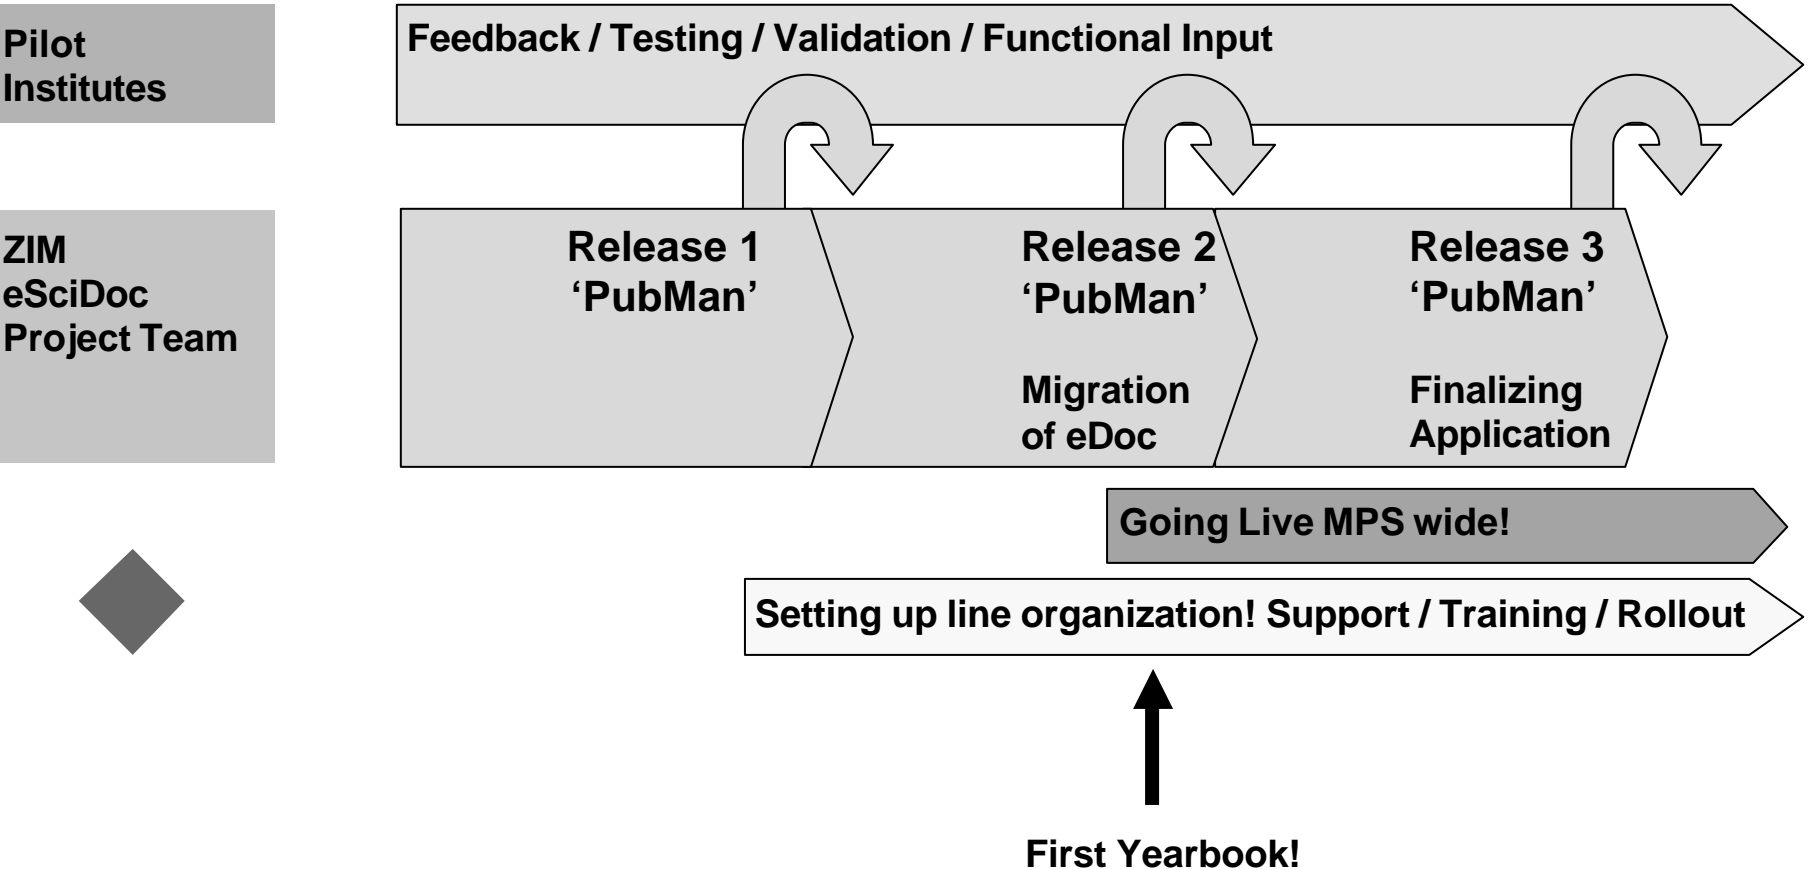 Pilot
Institutes
Feedback / Testing / Validation / Functional Input
ZIM
eSciDoc
Project Team
Release 1
‘PubMan’
Release 2
‘PubMan’
Migration
of eDoc
Release 3
‘PubMan’
Finalizing
Application
Going Live MPS wide!
Setting up line organization! Support / Training / Rollout
First Yearbook!